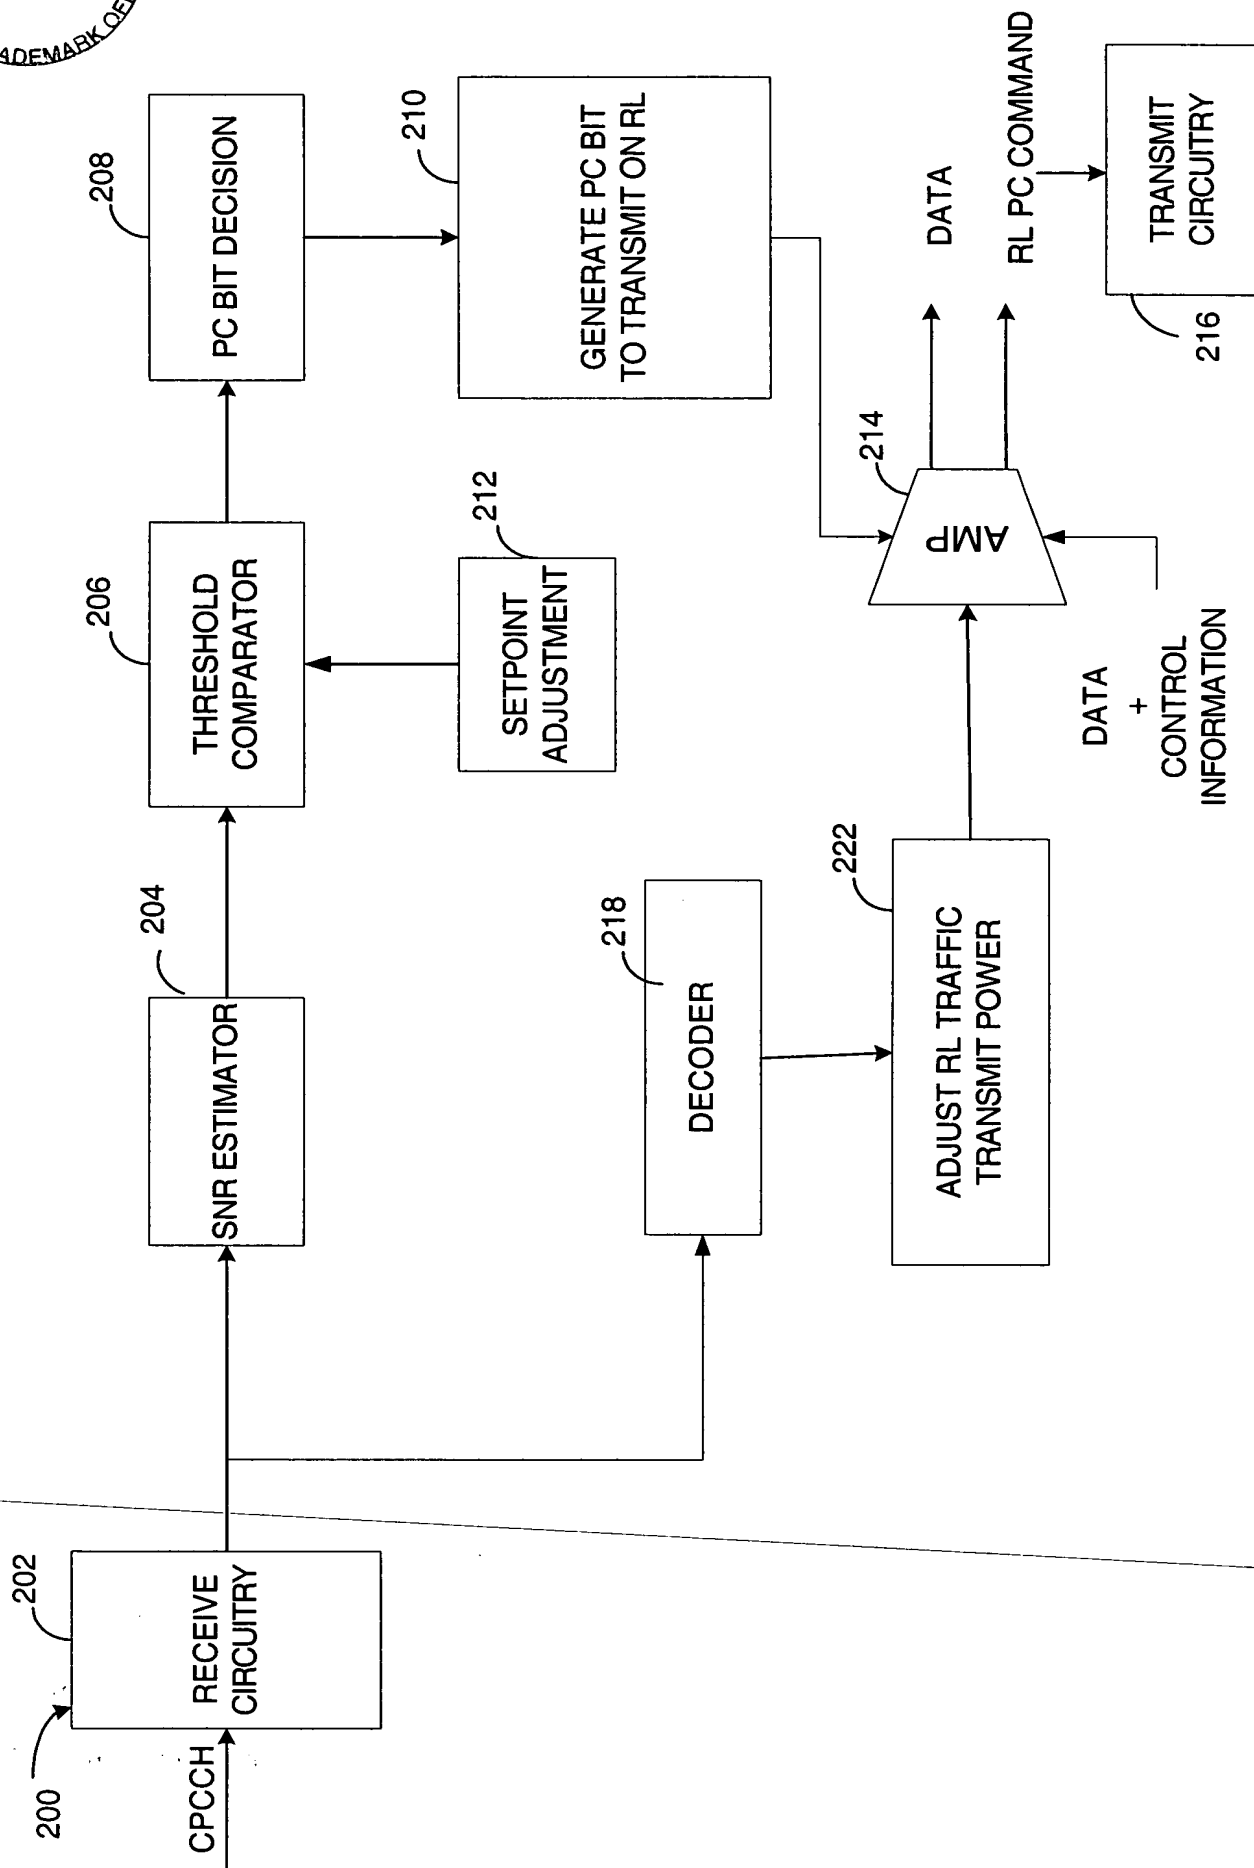 ADEMARK OF
200
CPCCH
202
RECEIVE
CIRCUITRY
204
SNR ESTIMATOR
206
THRESHOLD
COMPARATOR
208
PC BIT DECISION
212
SETPOINT
ADJUSTMENT
210
GENERATE PC BIT
TO TRANSMIT ON RL
218
DECODER
222
ADJUST RL TRAFFIC
TRANSMIT POWER
214
AMP
DATA
RL PC COMMAND
DATA
+
CONTROL
INFORMATION
216
TRANSMIT
CIRCUITRY